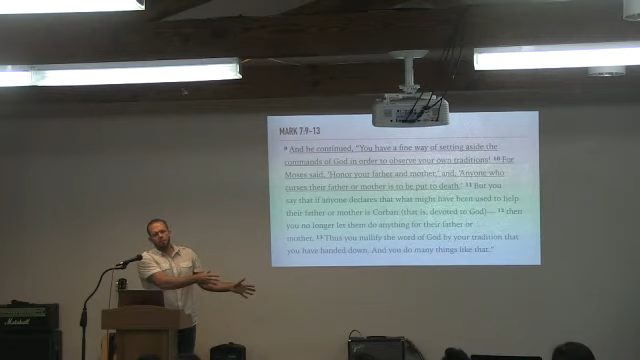 MARK 7.9-13
9 And he continued, "You have a fine way of setting aside the
commands of God in order to observe your own traditions! 10 For
Moses said, 'Honor your father and mother,' and, 'Anyone who
curses their father or mother is to be put to death.' 11 But you
say that if anyone declares that what might have been used to help
their father or mother is Corban (that is, devoted to God)— 12 then
you no longer let them do anything for their father or
mother. 13 Thus you nullify the word of God by your tradition that
you have handed down. And you do many things like that."
Marshall